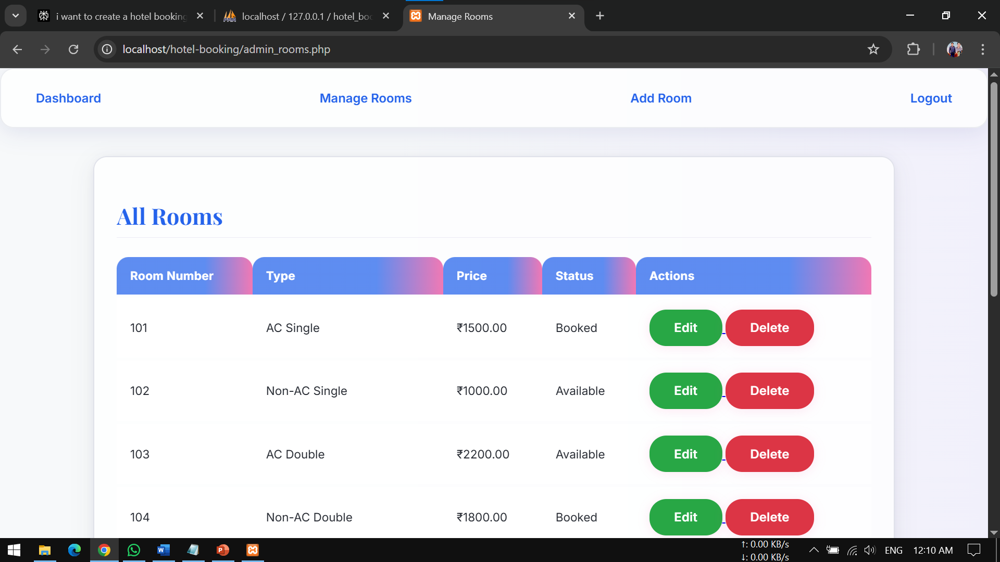 i want to create a hotel booking
localhost / 127.0.0.1 / hotel_boo
Manage Rooms
localhost/hotel-booking/admin_rooms.php
Dashboard Manage Rooms Add Room Logout
All Rooms
Room Number Type Price Status Actions
101 AC Single ₹1500.00 Booked Edit Delete
102 Non-AC Single ₹1000.00 Available Edit Delete
103 AC Double ₹2200.00 Available Edit Delete
104 Non-AC Double ₹1800.00 Booked Edit Delete
↑: 0.00 KB/s
↓: 0.00 KB/s
ENG 12:10 AM